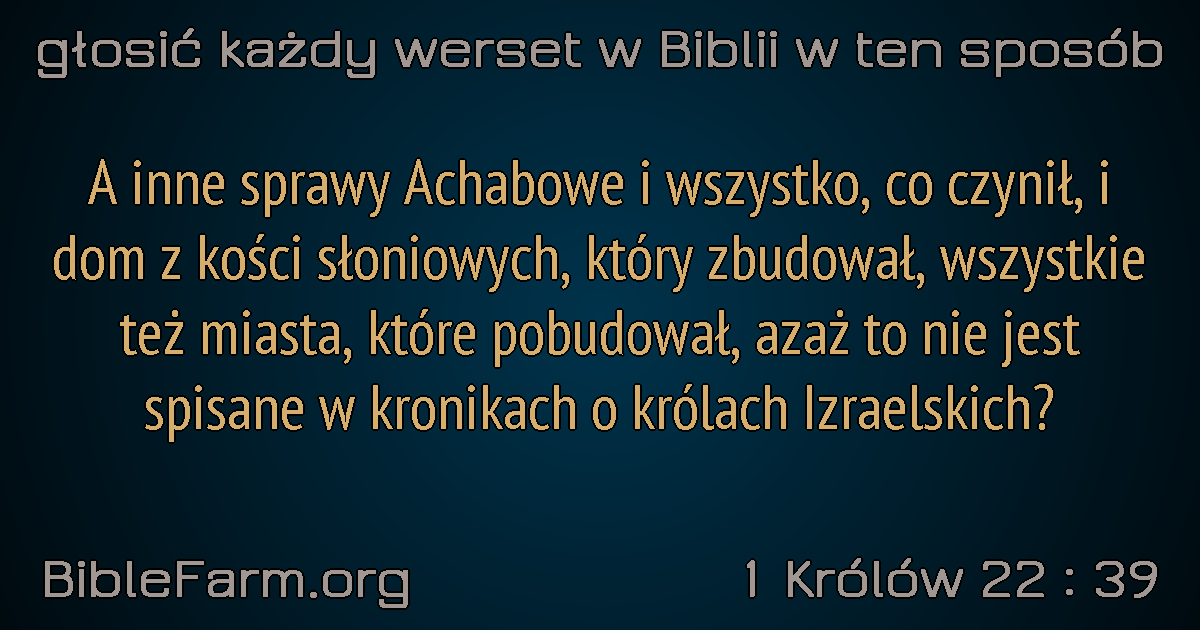 głosić każdy werset w Biblii w ten sposób
A inne sprawy Achabowe i wszystko, co czynił, i
dom z kości słoniowych, który zbudował, wszystkie
też miasta, które pobudował, azaż to nie jest
spisane w kronikach o królach Izraelskich?
BibleFarm.org
1 Królów 22 : 39